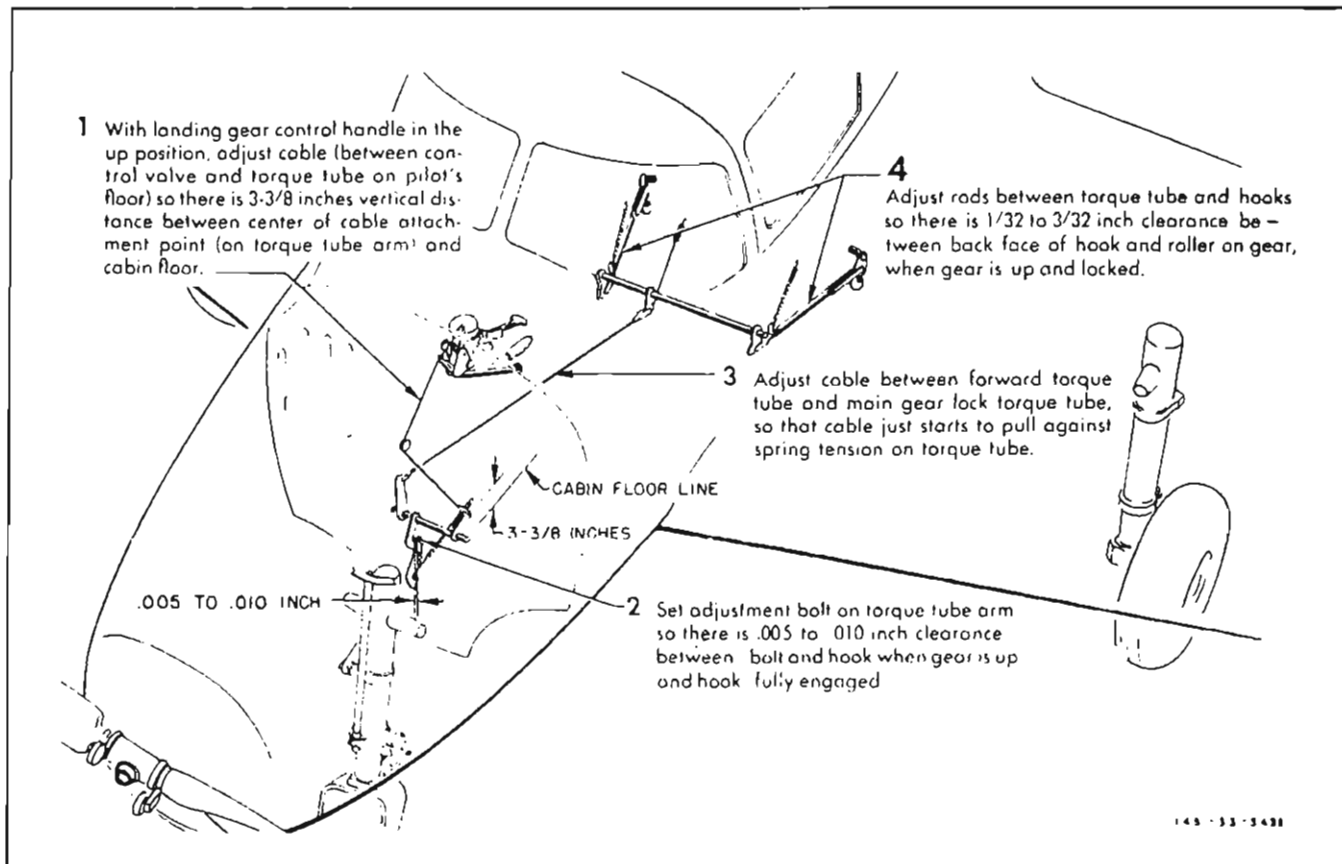 1 With landing gear control handle in the
up position, adjust cable (between con-
trol valve and torque tube on pilot's
floor) so there is 3-3/8 inches vertical dis-
tance between center of cable attach-
ment point (on torque tube arm) and
cabin floor.
4
Adjust rods between torque tube and hooks
so there is 1/32 to 3/32 inch clearance be-
tween back face of hook and roller on gear,
when gear is up and locked.
3 Adjust cable between forward torque
tube and main gear lock torque tube,
so that cable just starts to pull against
spring tension on torque tube.
CABIN FLOOR LINE
3-3/8 INCHES
.005 TO .010 INCH
2 Set adjustment bolt on torque tube arm
so there is .005 to .010 inch clearance
between bolt and hook when gear is up
and hook fully engaged